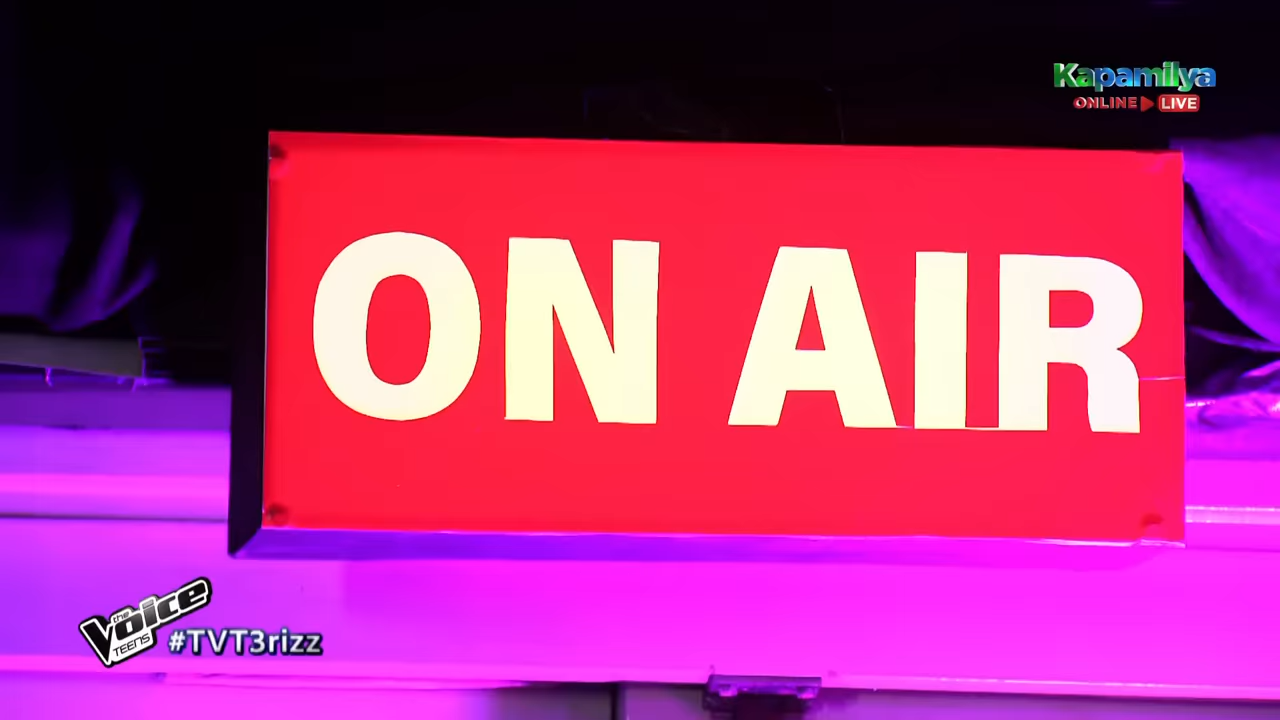 Kapamilya
ONLINE LIVE
ON AIR
the Voice
TEENS
#TVT3rizz